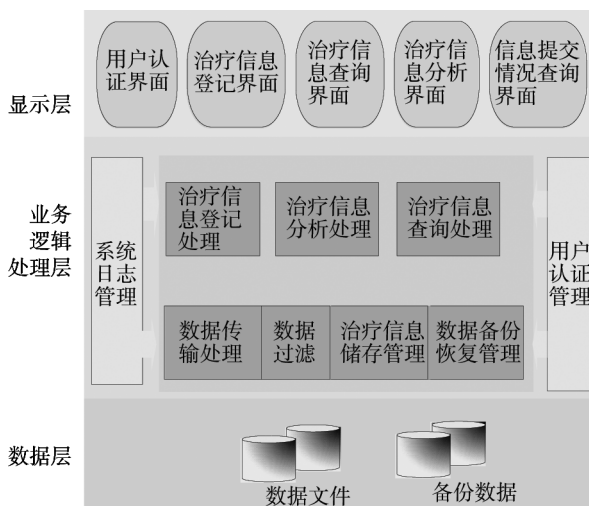 用户认
证界面
治疗信息
登记界面
治疗信
息查询
界面
治疗信
息分析
界面
信息提交
情况查询
界面
显示层
业务
逻辑
处理层
系统
日志
管理
治疗信
息登记
处理
治疗信息
分析处理
治疗信息
查询处理
用户
认证
管理
数据传
输处理
数据
过滤
治疗信息
储存管理
数据备份
恢复管理
数据层
数据文件
备份数据